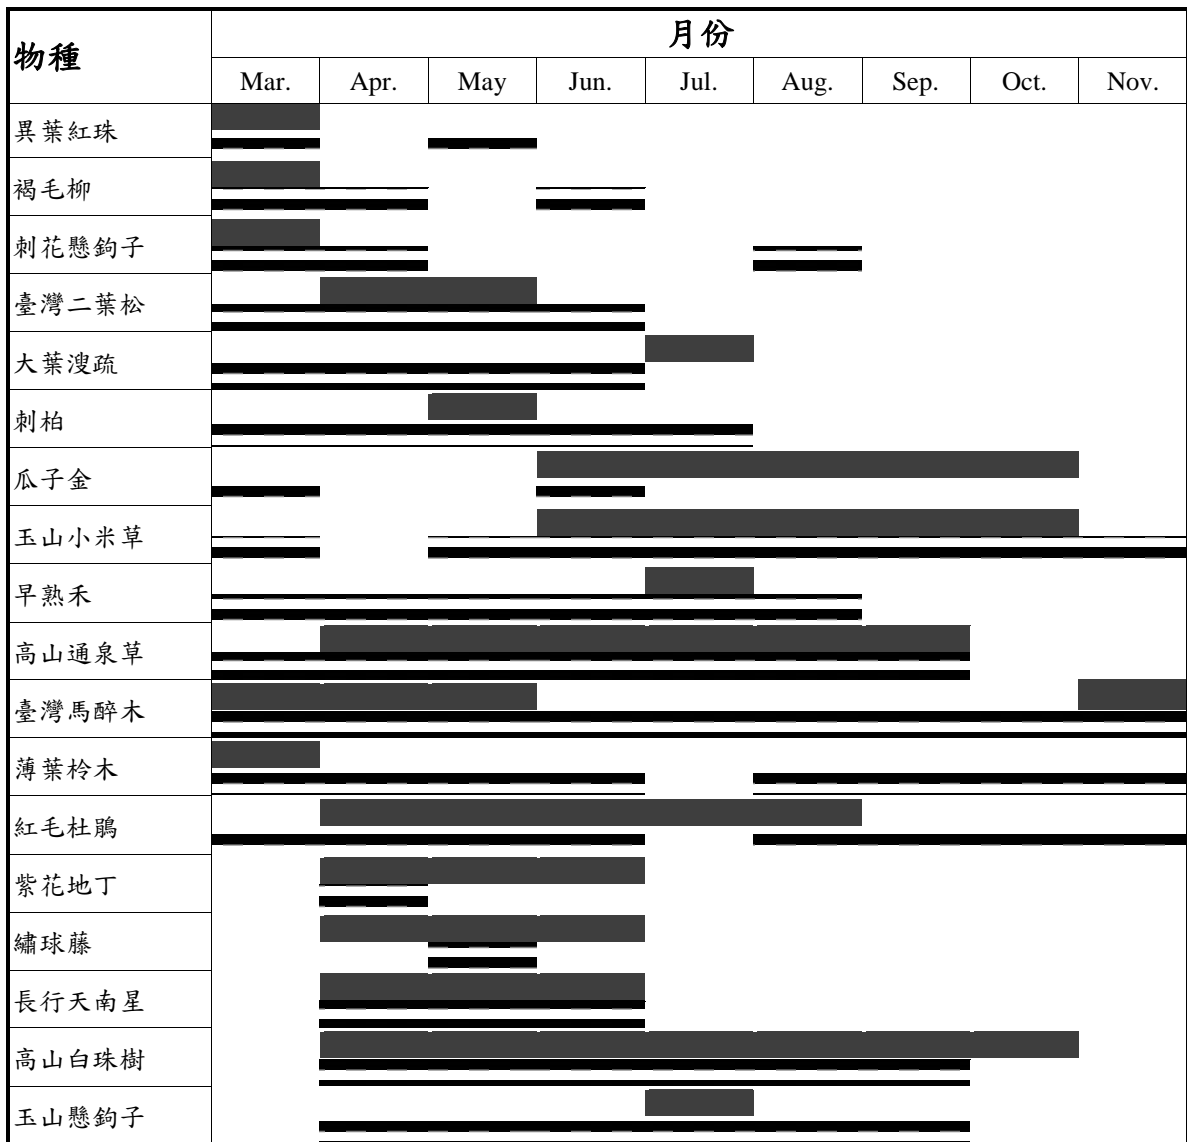 物種
月份
Mar. Apr. May Jun. Jul. Aug. Sep. Oct. Nov.
異葉紅珠
褐毛柳
刺花懸鉤子
臺灣二葉松
大葉溲疏
刺柏
瓜子金
玉山小米草
早熟禾
高山通泉草
臺灣馬醉木
薄葉柃木
紅毛杜鵑
紫花地丁
繡球藤
長行天南星
高山白珠樹
玉山懸鉤子